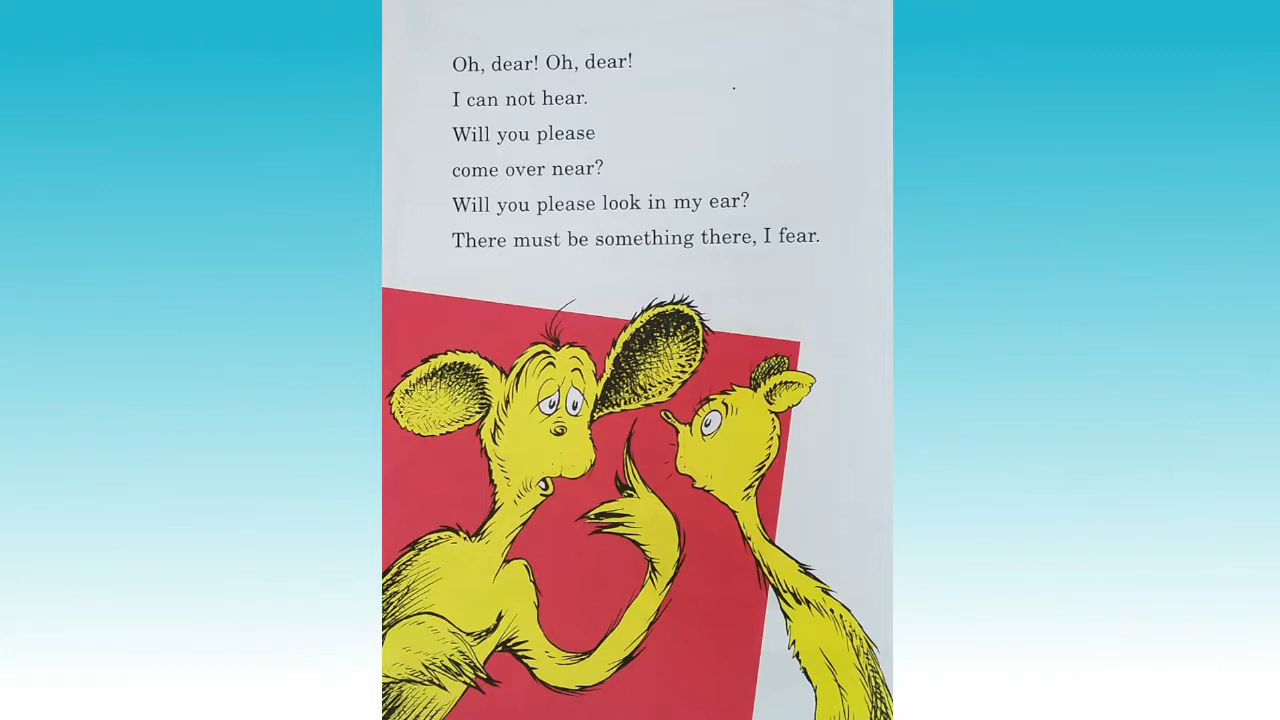 Oh, dear! Oh, dear!
I can not hear.
Will you please
come over near?
Will you please look in my ear?
There must be something there, I fear.